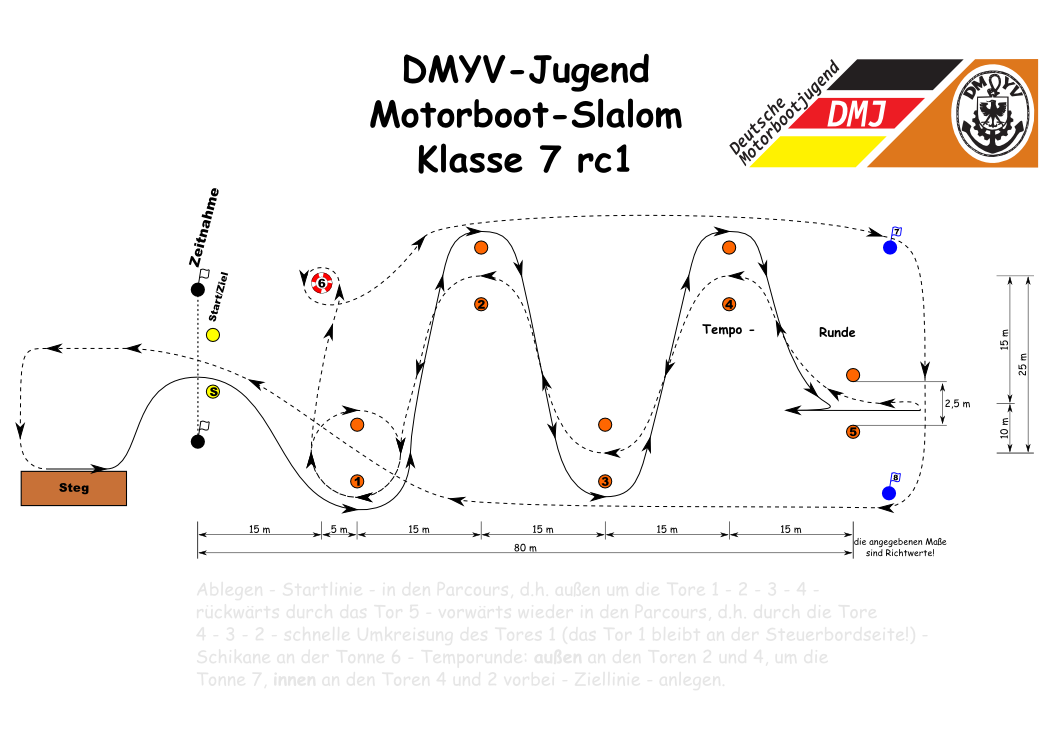 DMYV-Jugend
Motorboot-Slalom
Klasse 7 rc1
Deutsche
Motorbootjugend
DMJ
DMYV
Zeitnahme
Start/Ziel
7
6
2
4
Tempo -
Runde
15 m
25 m
S
2,5 m
10 m
5
8
1
3
Steg
15 m
5 m
15 m
15 m
15 m
15 m
80 m
die angegebenen Maße
sind Richtwerte!
Ablegen - Startlinie - in den Parcours, d.h. außen um die Tore 1 - 2 - 3 - 4 -
rückwärts durch das Tor 5 - vorwärts wieder in den Parcours, d.h. durch die Tore
4 - 3 - 2 - schnelle Umkreisung des Tores 1 (das Tor 1 bleibt an der Steuerbordseite!) -
Schikane an der Tonne 6 - Temporunde: außen an den Toren 2 und 4, um die
Tonne 7, innen an den Toren 4 und 2 vorbei - Ziellinie - anlegen.